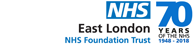 NHS
East London
NHS Foundation Trust
70
YEARS
OF THE NHS
1948 - 2018